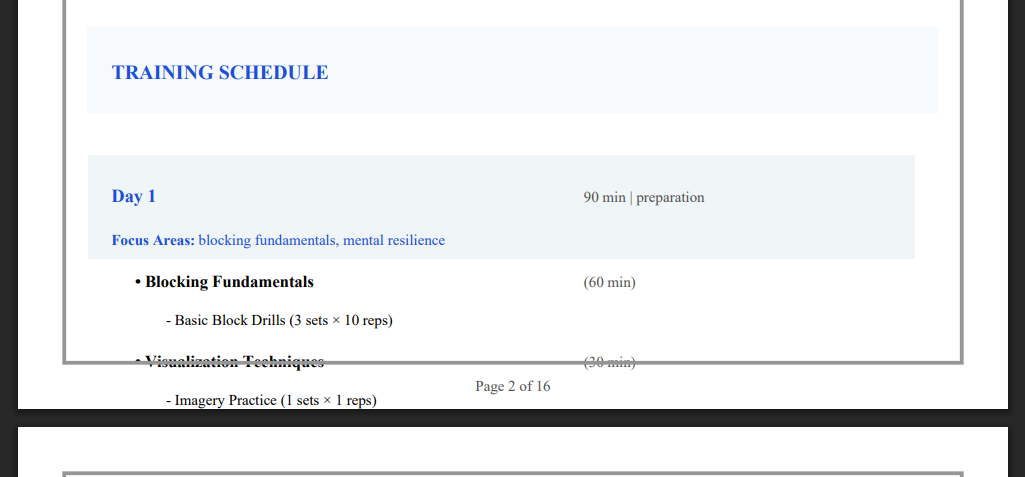 TRAINING SCHEDULE
Day 1 90 min | preparation
Focus Areas: blocking fundamentals, mental resilience
• Blocking Fundamentals (60 min)
- Basic Block Drills (3 sets × 10 reps)
• Visualization Techniques (30 min)
Page 2 of 16
- Imagery Practice (1 sets × 1 reps)